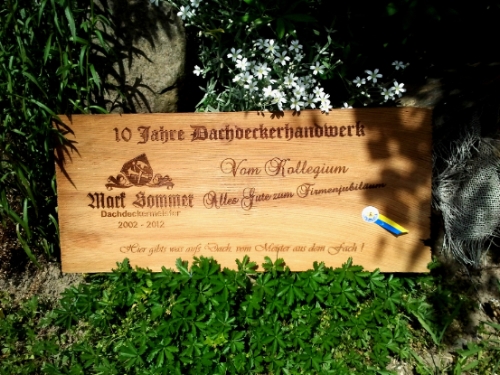 10 Jahre Dachdeckerhandwerk
Vom Kollegium
Alles Gute zum Firmenjubiläum
Mark Sommer
Dachdeckermeister
2002 - 2012
Hier gibts was aufs Dach, vom Meister aus dem Fach !